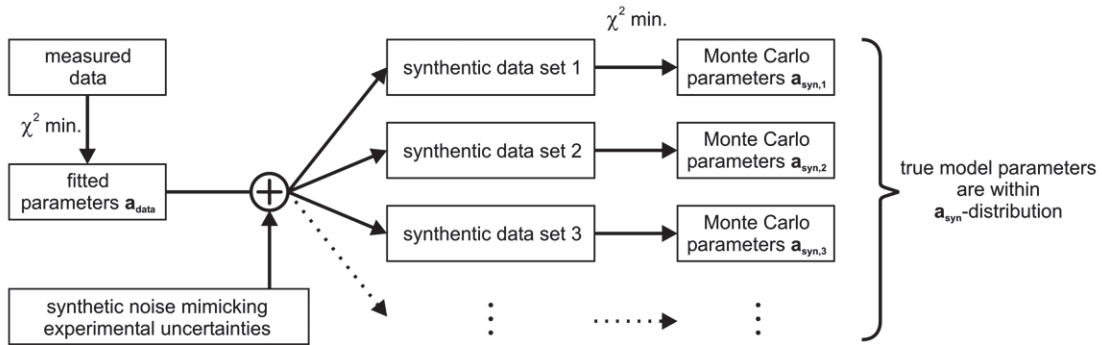 measured
data
χ² min.
fitted
parameters a_data
synthetic noise mimicking
experimental uncertainties
synthentic data set 1
synthentic data set 2
synthentic data set 3
χ² min.
Monte Carlo
parameters a_syn,1
Monte Carlo
parameters a_syn,2
Monte Carlo
parameters a_syn,3
true model parameters
are within
a_syn-distribution